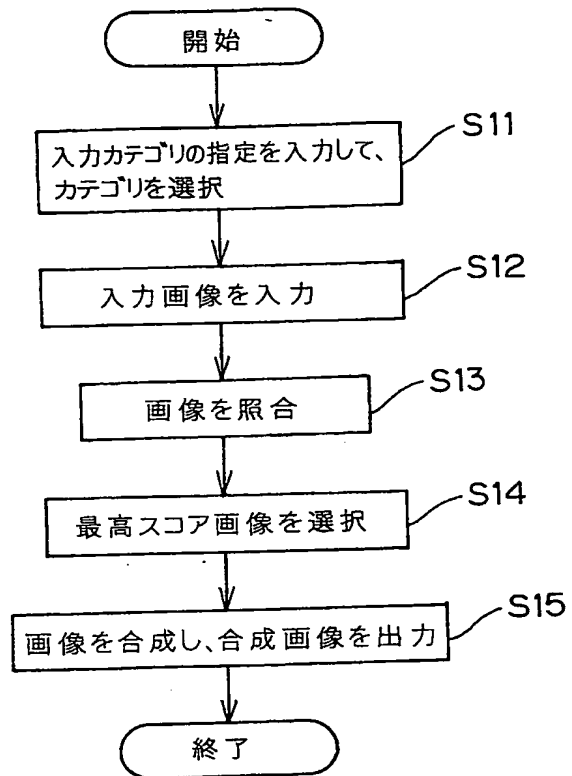 開始
S11
入力カテゴリの指定を入力して、
カテゴリを選択
S12
入力画像を入力
S13
画像を照合
S14
最高スコア画像を選択
S15
画像を合成し、合成画像を出力
終了